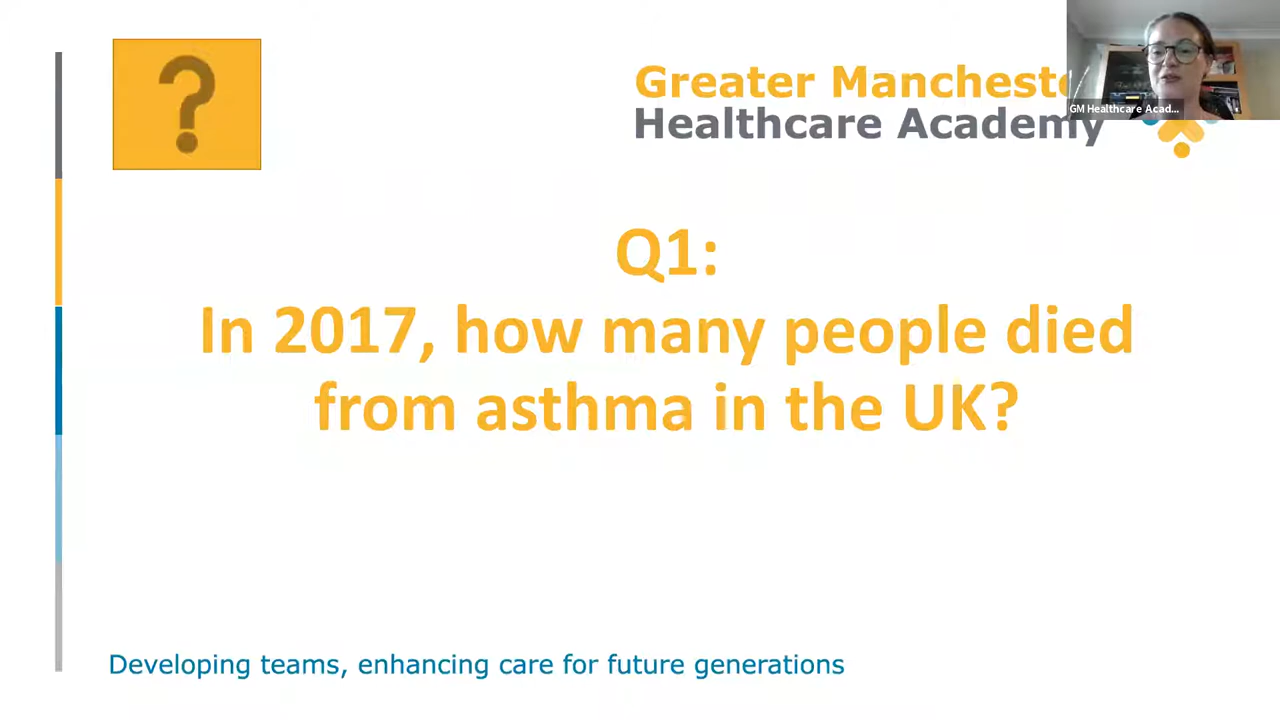 ?
Greater Manchest
Healthcare Academy
GM Healthcare Acad...
Q1:
In 2017, how many people died
from asthma in the UK?
Developing teams, enhancing care for future generations